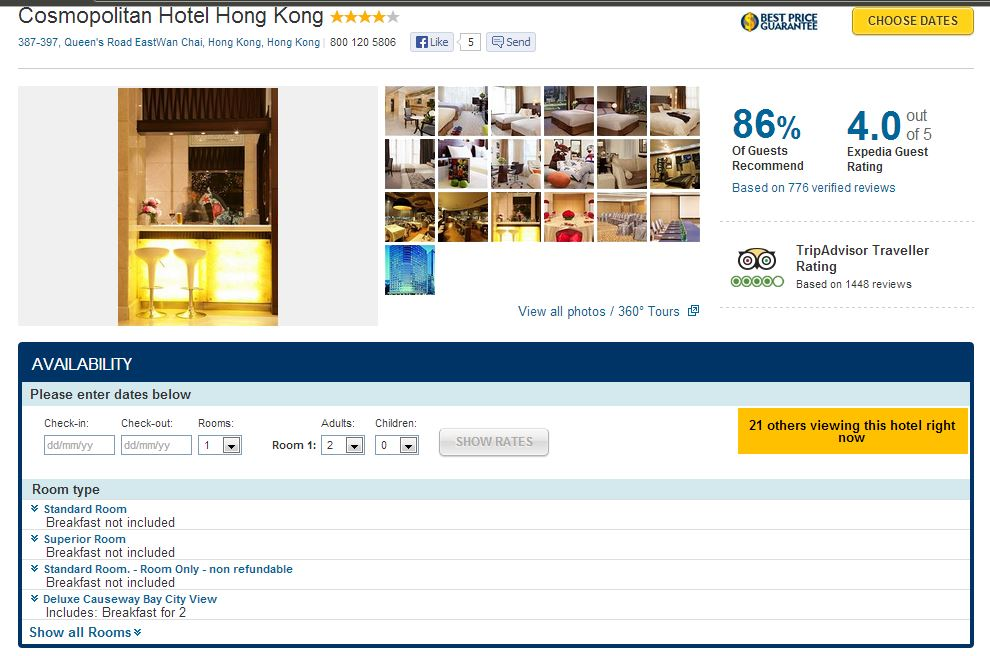 Cosmopolitan Hotel Hong Kong
387-397, Queen's Road EastWan Chai, Hong Kong, Hong Kong | 800 120 5806
Like 5 Send
BEST PRICE
GUARANTEE
CHOOSE DATES
86%
Of Guests
Recommend
4.0 out
of 5
Expedia Guest
Rating
Based on 776 verified reviews
TripAdvisor Traveller
Rating
Based on 1448 reviews
View all photos / 360° Tours
AVAILABILITY
Please enter dates below
Check-in: Check-out: Rooms: Adults: Children:
dd/mm/yy dd/mm/yy 1 Room 1: 2 0 SHOW RATES
21 others viewing this hotel right
now
Room type
Standard Room
Breakfast not included
Superior Room
Breakfast not included
Standard Room. - Room Only - non refundable
Breakfast not included
Deluxe Causeway Bay City View
Includes: Breakfast for 2
Show all Rooms